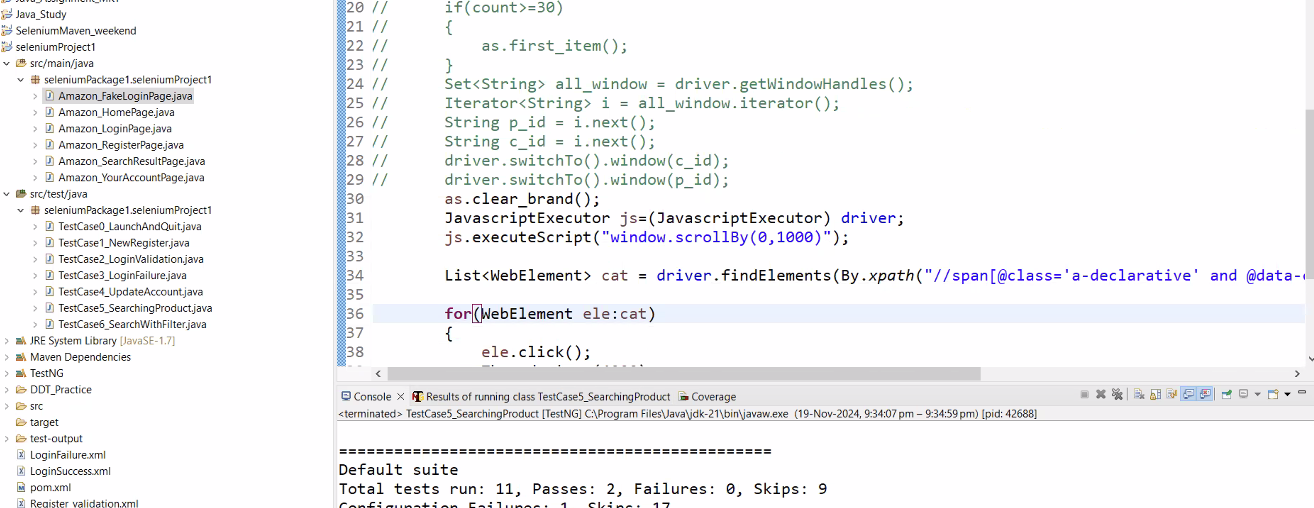 Java_Study
SeleniumMaven_weekend
seleniumProject1
src/main/java
seleniumPackage1.seleniumProject1
Amazon_FakeLoginPage.java
Amazon_HomePage.java
Amazon_LoginPage.java
Amazon_RegisterPage.java
Amazon_SearchResultPage.java
Amazon_YourAccountPage.java
src/test/java
seleniumPackage1.seleniumProject1
TestCase0_LaunchAndQuit.java
TestCase1_NewRegister.java
TestCase2_LoginValidation.java
TestCase3_LoginFailure.java
TestCase4_UpdateAccount.java
TestCase5_SearchingProduct.java
TestCase6_SearchWithFilter.java
JRE System Library [JavaSE-1.7]
Maven Dependencies
TestNG
DDT_Practice
src
target
test-output
LoginFailure.xml
LoginSuccess.xml
pom.xml
Register_validation.xml
20 // if(count>=30)
21 // {
22 // as.first_item();
23 // }
24 // Set<String> all_window = driver.getWindowHandles();
25 // Iterator<String> i = all_window.iterator();
26 // String p_id = i.next();
27 // String c_id = i.next();
28 // driver.switchTo().window(c_id);
29 // driver.switchTo().window(p_id);
30 as.clear_brand();
31 JavascriptExecutor js=(JavascriptExecutor) driver;
32 js.executeScript("window.scrollBy(0,1000)");
33
34 List<WebElement> cat = driver.findElements(By.xpath("//span[@class='a-declarative' and @data-
35
36 for(WebElement ele:cat)
37 {
38 ele.click();
Console
Results of running class TestCase5_SearchingProduct
Coverage
<terminated> TestCase5_SearchingProduct [TestNG] C:\Program Files\Java\jdk-21\bin\javaw.exe (19-Nov-2024, 9:34:07 pm – 9:34:59 pm) [pid: 42688]
===============================================
Default suite
Total tests run: 11, Passes: 2, Failures: 0, Skips: 9
Configuration Failures: 1, Skips: 17